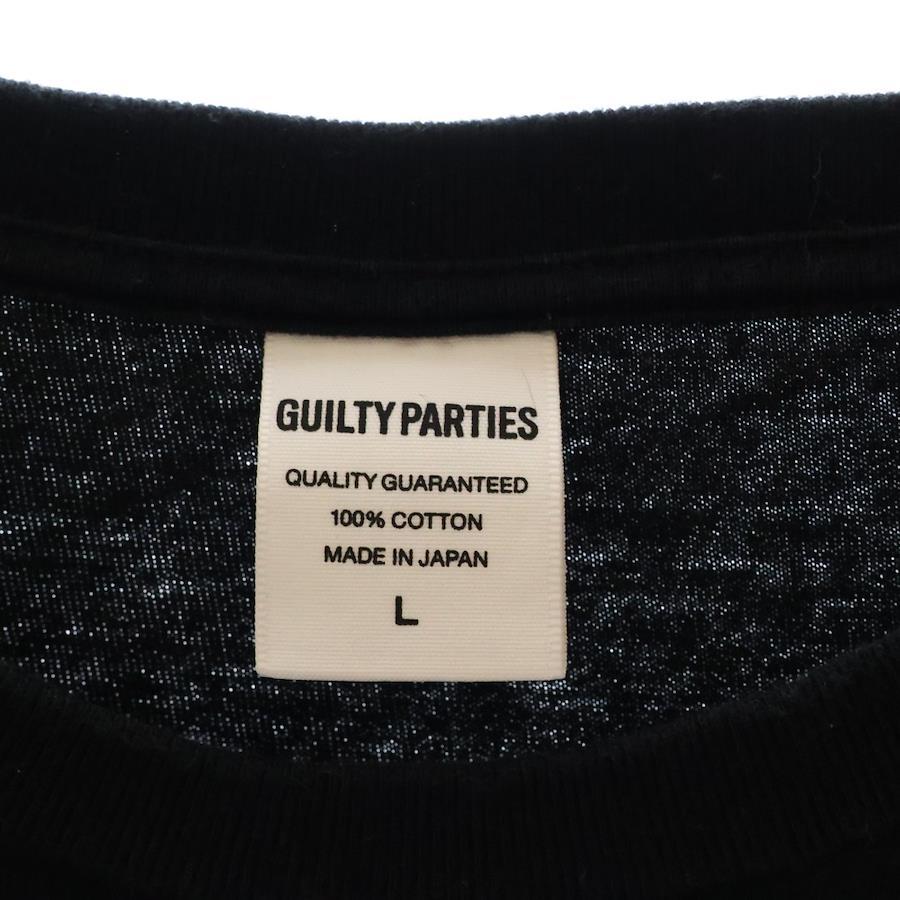 GUILTY PARTIES
QUALITY GUARANTEED
100% COTTON
MADE IN JAPAN
L